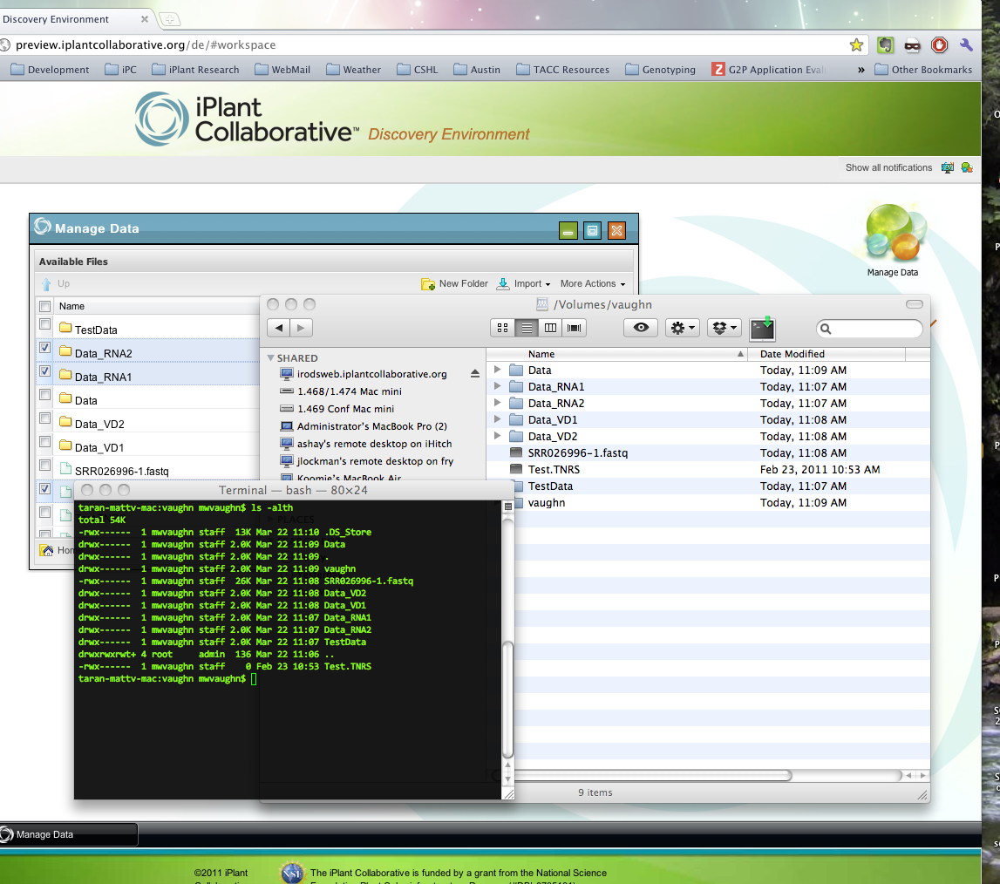 Discovery Environment
preview.iplantcollaborative.org/de/#workspace
Development iPC iPlant Research WebMail Weather CSHL Austin TACC Resources Genotyping G2P Application » Other Bookmarks
iPlant
Collaborative™ Discovery Environment
Show all notifications
Manage Data
Manage Data
Available Files
Up New Folder Import More Actions
Name
TestData
Data_RNA2
Data_RNA1
Data
Data_VD2
Data_VD1
SRR026996-1.fastq
/Volumes/vaughn
SHARED
irodsweb.iplantcollaborative.org
1.468/1.474 Mac mini
1.469 Conf Mac mini
Administrator's MacBook Pro (2)
ashay's remote desktop on iHitch
jlockman's remote desktop on fry
Koomie's MacBook Air
PLACES
Name Date Modified
Data Today, 11:09 AM
Data_RNA1 Today, 11:07 AM
Data_RNA2 Today, 11:07 AM
Data_VD1 Today, 11:08 AM
Data_VD2 Today, 11:08 AM
SRR026996-1.fastq Today, 11:08 AM
Test.TNRS Feb 23, 2011 10:53 AM
TestData Today, 11:07 AM
vaughn Today, 11:09 AM
9 items
Terminal — bash — 80×24
taran-mattv-mac:vaughn mwvaughn$ ls -alth
total 54K
-rwx------ 1 mwvaughn staff 13K Mar 22 11:10 .DS_Store
drwx------ 1 mwvaughn staff 2.0K Mar 22 11:09 Data
drwx------ 1 mwvaughn staff 2.0K Mar 22 11:09 .
drwx------ 1 mwvaughn staff 2.0K Mar 22 11:09 vaughn
-rwx------ 1 mwvaughn staff 26K Mar 22 11:08 SRR026996-1.fastq
drwx------ 1 mwvaughn staff 2.0K Mar 22 11:08 Data_VD2
drwx------ 1 mwvaughn staff 2.0K Mar 22 11:08 Data_VD1
drwx------ 1 mwvaughn staff 2.0K Mar 22 11:07 Data_RNA1
drwx------ 1 mwvaughn staff 2.0K Mar 22 11:07 Data_RNA2
drwx------ 1 mwvaughn staff 2.0K Mar 22 11:07 TestData
drwxrwxrwt+ 4 root admin 136 Mar 22 11:06 ..
-rwx------ 1 mwvaughn staff 0 Feb 23 10:53 Test.TNRS
taran-mattv-mac:vaughn mwvaughn$
Manage Data
©2011 iPlant
The iPlant Collaborative is funded by a grant from the National Science